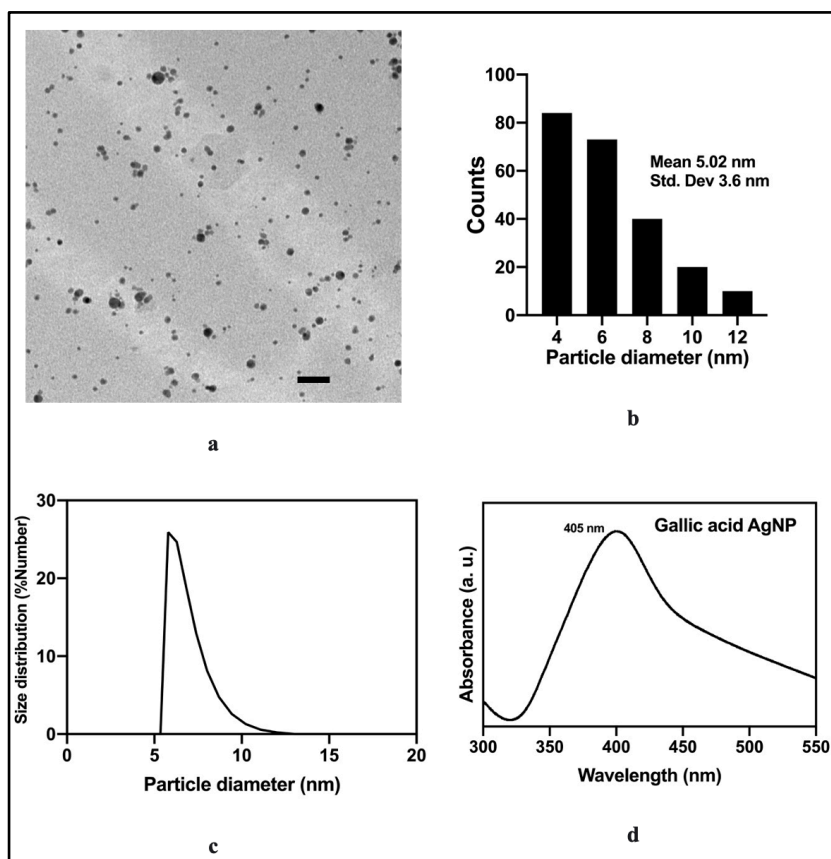 a
100
80
60
40
20
0
Counts
Mean 5.02 nm
Std. Dev 3.6 nm
4 6 8 10 12
Particle diameter (nm)
b
30
20
10
0
Size distribution (%Number)
0 5 10 15 20
Particle diameter (nm)
c
405 nm
Gallic acid AgNP
Absorbance (a. u.)
300 350 400 450 500 550
Wavelength (nm)
d